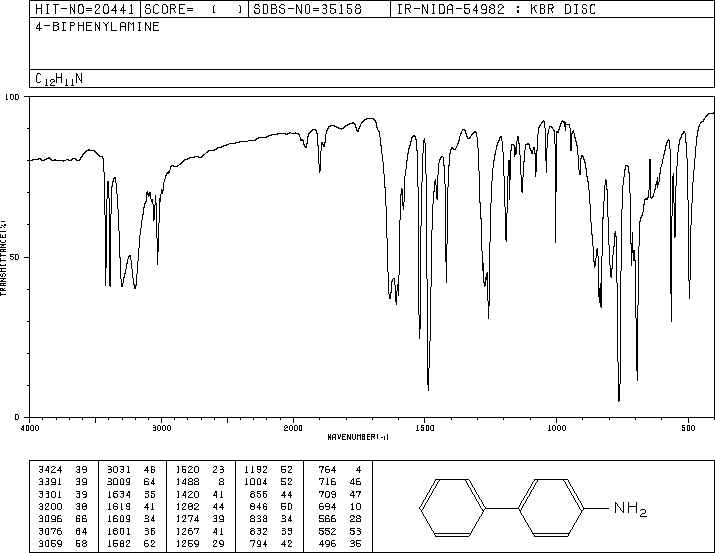 HIT-NO=20441 SCORE= ( ) SDBS-NO=35158 IR-NIDA-54982 : KBR DISC
4-BIPHENYLAMINE
C12H11N
100
TRANSMITTANCE(%)
50
0
4000 3000 2000 1500 1000 500
WAVENUMBER(-1)
3424 39 3031 46 1520 23 1192 52 764 4
3391 39 3009 64 1488 8 1004 52 716 46
3301 39 1634 35 1420 41 856 44 709 47
3200 38 1619 41 1282 44 846 50 694 10
3096 66 1609 34 1274 39 838 34 566 28
3076 64 1601 36 1267 41 832 33 552 53
3059 58 1582 62 1259 29 794 42 496 35
NH2